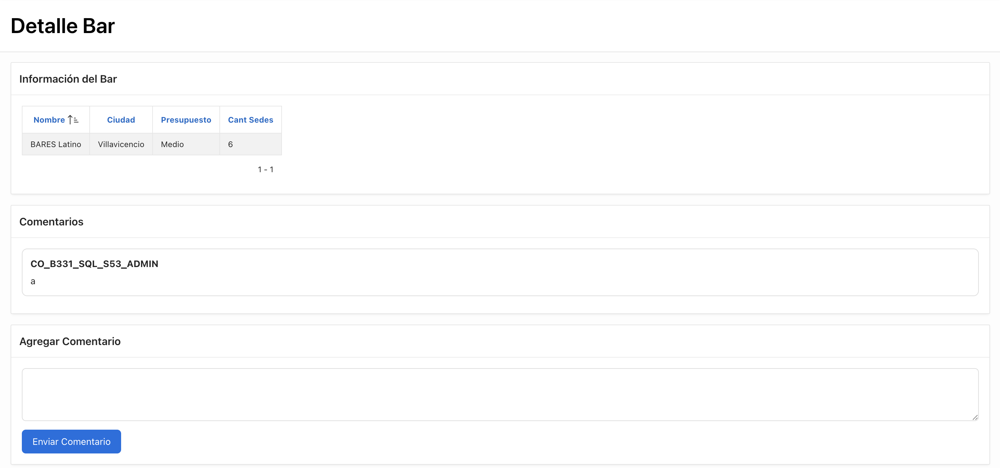 Detalle Bar
Información del Bar
Nombre Ciudad Presupuesto Cant Sedes
BARES Latino Villavicencio Medio 6
1 - 1
Comentarios
CO_B331_SQL_S53_ADMIN
a
Agregar Comentario
Enviar Comentario